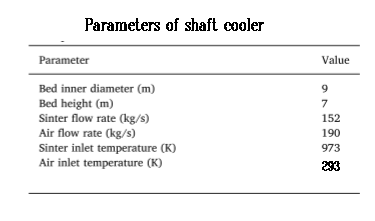 Parameters of shaft cooler
Parameter Value
Bed inner diameter (m) 9
Bed height (m) 7
Sinter flow rate (kg/s) 152
Air flow rate (kg/s) 190
Sinter inlet temperature (K) 973
Air inlet temperature (K) 293